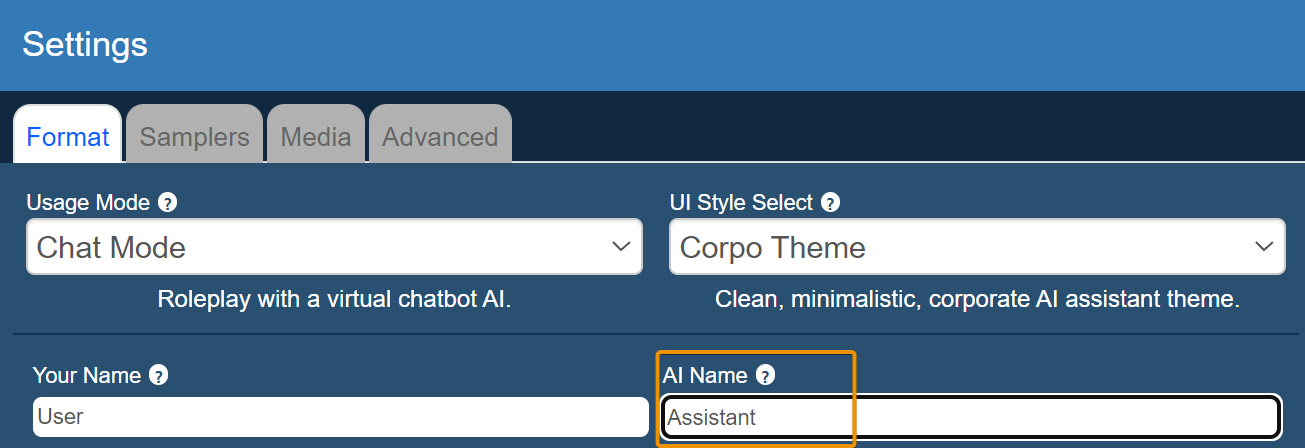 Settings
Format Samplers Media Advanced
Usage Mode ? UI Style Select ?
Chat Mode Corpo Theme
Roleplay with a virtual chatbot AI. Clean, minimalistic, corporate AI assistant theme.
Your Name ? AI Name ?
User Assistant